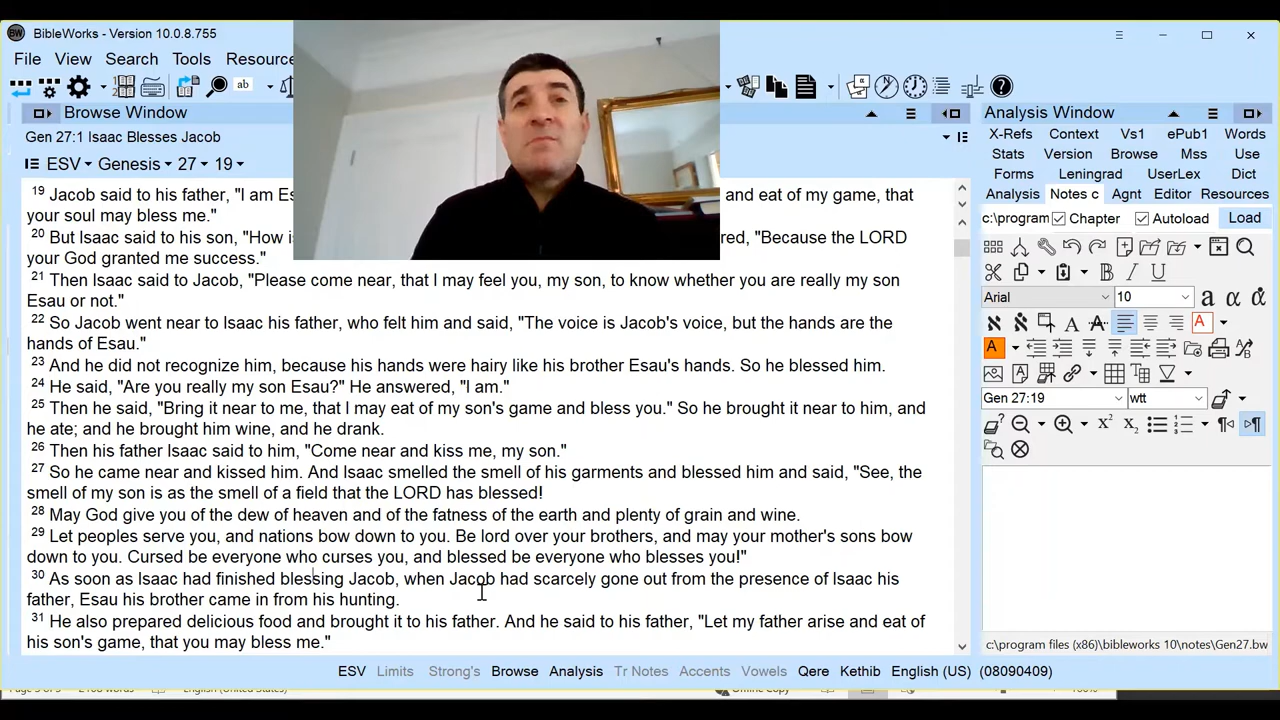 BibleWorks - Version 10.0.8.755
File View Search Tools Resource
Browse Window
Gen 27:1 Isaac Blesses Jacob
ESV Genesis 27 19
19 Jacob said to his father, "I am Es and eat of my game, that
your soul may bless me."
20 But Isaac said to his son, "How i red, "Because the LORD
your God granted me success."
21 Then Isaac said to Jacob, "Please come near, that I may feel you, my son, to know whether you are really my son
Esau or not."
22 So Jacob went near to Isaac his father, who felt him and said, "The voice is Jacob's voice, but the hands are the
hands of Esau."
23 And he did not recognize him, because his hands were hairy like his brother Esau's hands. So he blessed him.
24 He said, "Are you really my son Esau?" He answered, "I am."
25 Then he said, "Bring it near to me, that I may eat of my son's game and bless you." So he brought it near to him, and
he ate; and he brought him wine, and he drank.
26 Then his father Isaac said to him, "Come near and kiss me, my son."
27 So he came near and kissed him. And Isaac smelled the smell of his garments and blessed him and said, "See, the
smell of my son is as the smell of a field that the LORD has blessed!
28 May God give you of the dew of heaven and of the fatness of the earth and plenty of grain and wine.
29 Let peoples serve you, and nations bow down to you. Be lord over your brothers, and may your mother's sons bow
down to you. Cursed be everyone who curses you, and blessed be everyone who blesses you!"
30 As soon as Isaac had finished blessing Jacob, when Jacob had scarcely gone out from the presence of Isaac his
father, Esau his brother came in from his hunting.
31 He also prepared delicious food and brought it to his father. And he said to his father, "Let my father arise and eat of
his son's game, that you may bless me."
ESV Limits Strong's Browse Analysis Tr Notes Accents Vowels Qere Kethib English (US) (08090409)
Analysis Window
X-Refs Context Vs1 ePub1 Words
Stats Version Browse Mss Use
Forms Leningrad UserLex Dict
Analysis Notes c Agnt Editor Resources
c:\program Chapter Autoload Load
Arial 10
Gen 27:19 wtt
c:\program files (x86)\bibleworks 10\notes\Gen27.bw